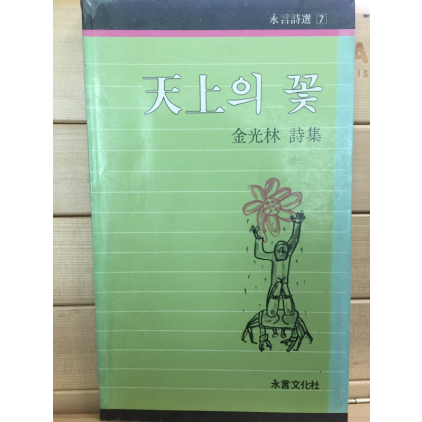 永言詩選 7
天上의 꽃
金光林 詩集
永言文化社